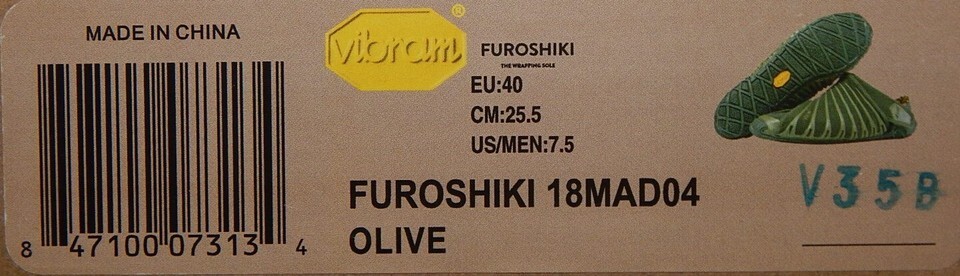 MADE IN CHINA
8 47100 07313 4
vibram®
FUROSHIKI
THE WRAPPING SOLE
EU:40
CM:25.5
US/MEN:7.5
FUROSHIKI 18MAD04
OLIVE
V35B